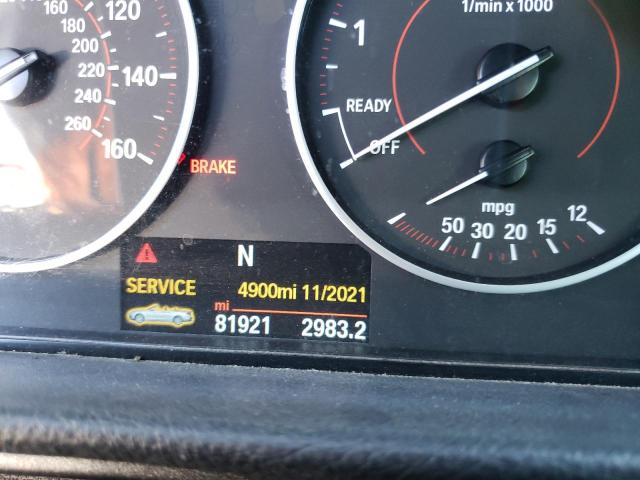 160 120
180
200
220 140
240
260 160
BRAKE
1/min x 1000
1
READY
OFF
mpg
50 30 20 15 12
N
SERVICE 4900mi 11/2021
mi
81921 2983.2